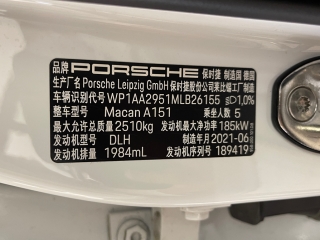 品牌 PORSCHE 保时捷 制造国 德国
生产厂名 Porsche Leipzig GmbH 保时捷股份公司莱比锡工厂制造
车辆识别代号 WP1AA2951MLB26155 1,0%
整车型号 Macan A151 乘坐人数 5
最大允许总质量 2510kg 发动机最大净功率 185kW
发动机型号 DLH 制造年月 2021-06
发动机排量 1984mL 发动机序列号 189419